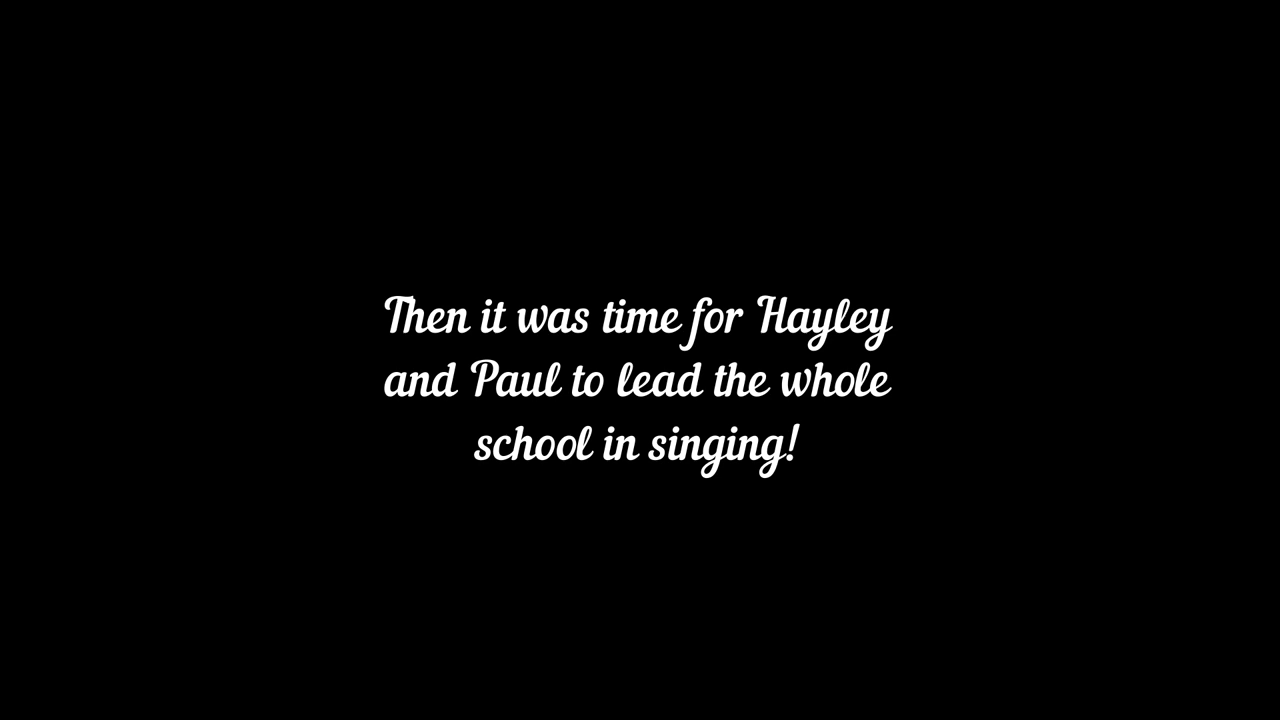 Then it was time for Hayley
and Paul to lead the whole
school in singing!